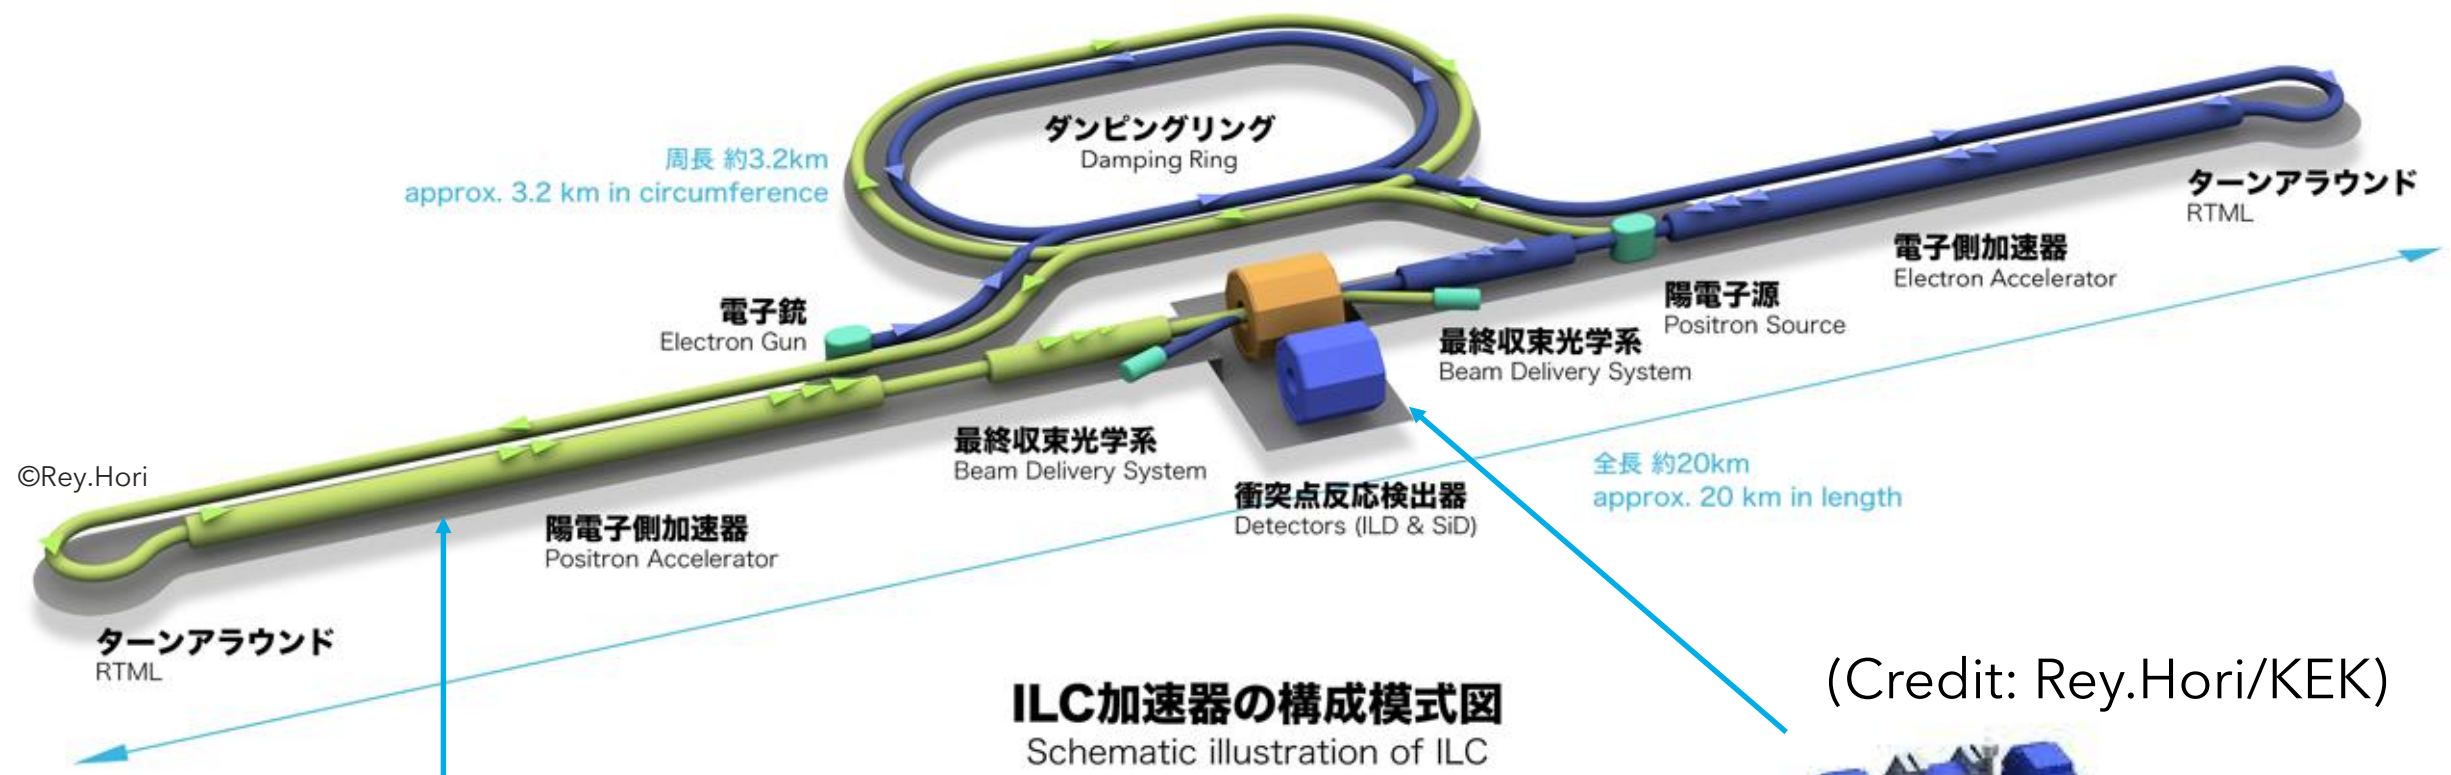 ダンピングリング
Damping Ring
周長 約3.2km
approx. 3.2 km in circumference
ターンアラウンド
RTML
電子側加速器
Electron Accelerator
陽電子源
Positron Source
電子銃
Electron Gun
最終収束光学系
Beam Delivery System
最終収束光学系
Beam Delivery System
©Rey.Hori
全長 約20km
approx. 20 km in length
衝突点反応検出器
Detectors (ILD & SiD)
陽電子側加速器
Positron Accelerator
ターンアラウンド
RTML
(Credit: Rey.Hori/KEK)
ILC加速器の構成模式図
Schematic illustration of ILC